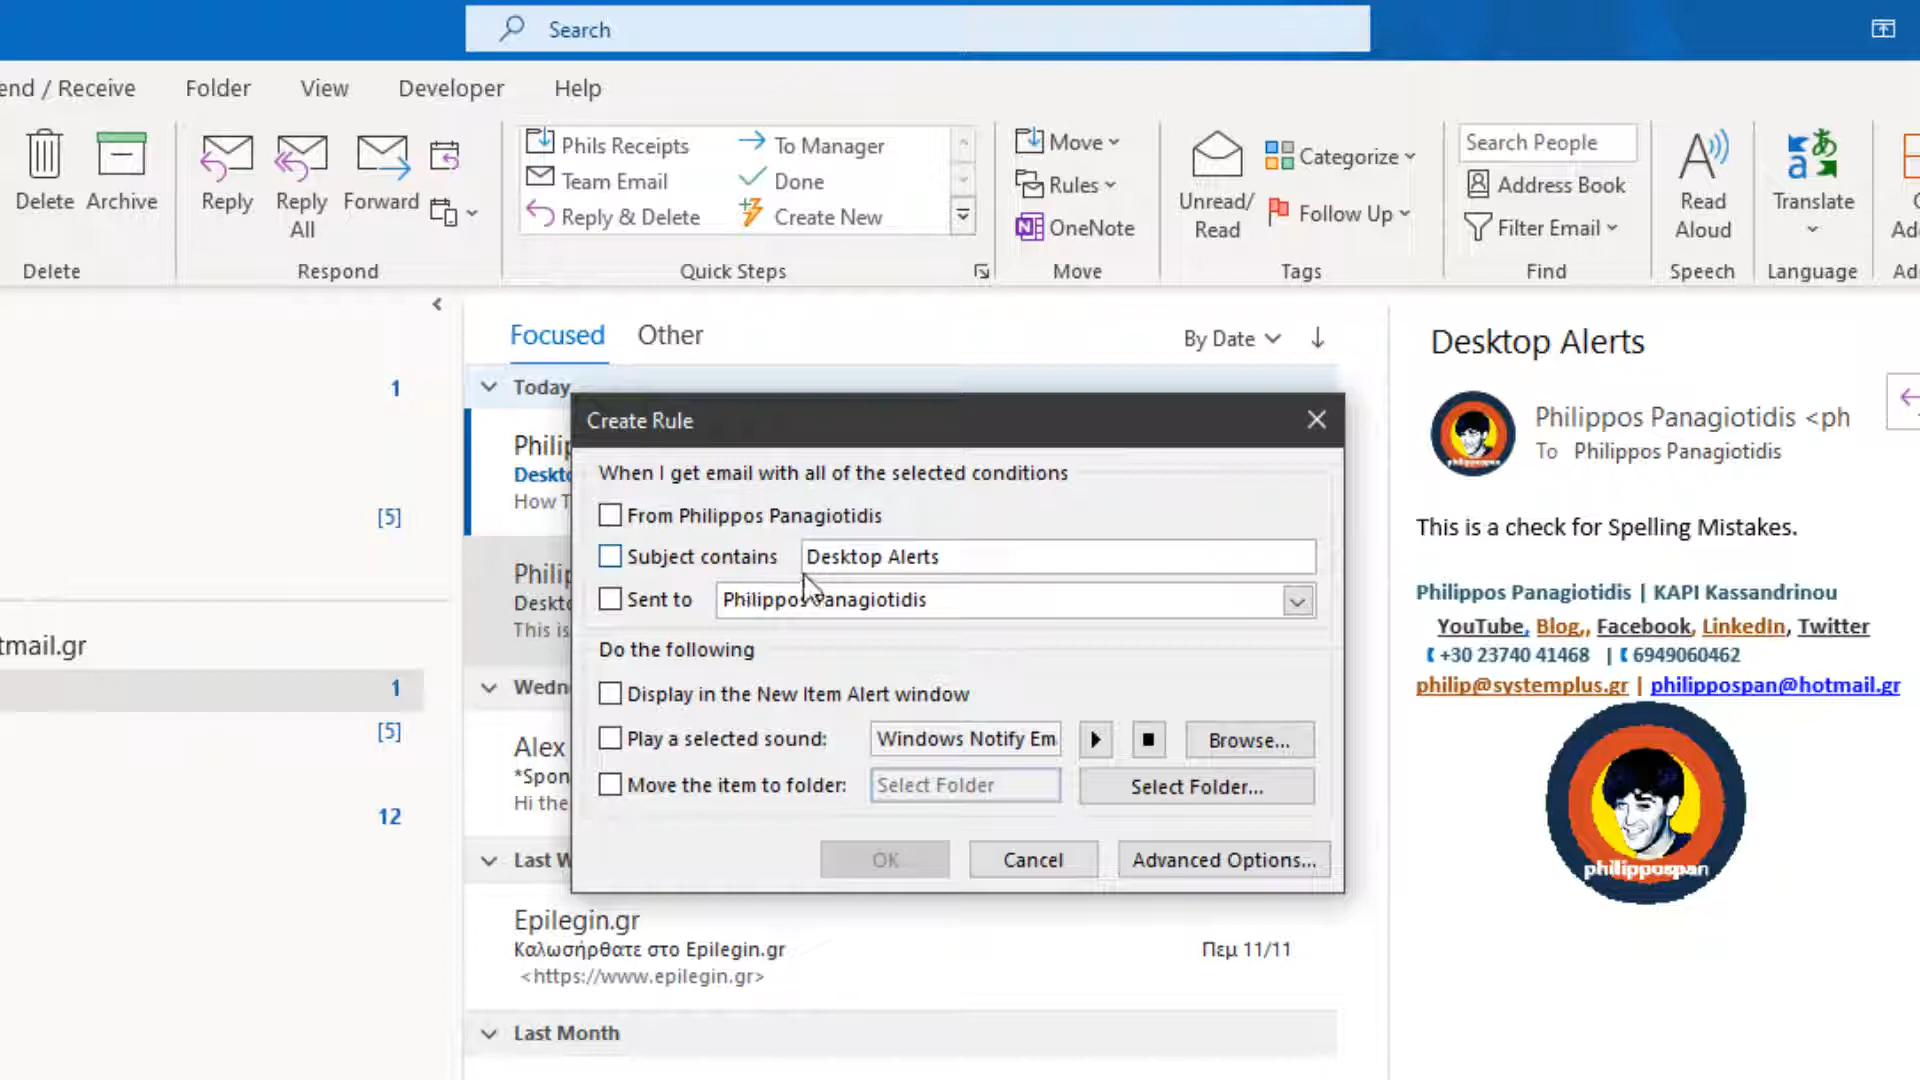 Search
end / Receive
Folder
View
Developer
Help
Delete
Archive
Delete
Reply
Reply All
Forward
Respond
Phils Receipts
Team Email
Reply & Delete
To Manager
Done
Create New
Quick Steps
Move
Rules
OneNote
Move
Unread/
Read
Categorize
Follow Up
Tags
Search People
Address Book
Filter Email
Find
Read
Aloud
Speech
Translate
Language
1
[5]
tmail.gr
1
[5]
12
Focused
Other
By Date
Today
Philip
Deskto
How T
Philip
Deskto
This is
Wedn
Alex
*Spon
Hi the
Last W
Epilegin.gr
Καλωσήρθατε στο Epilegin.gr
Πεμ 11/11
<https://www.epilegin.gr>
Last Month
Create Rule
When I get email with all of the selected conditions
From Philippos Panagiotidis
Subject contains
Desktop Alerts
Sent to
Philippos Panagiotidis
Do the following
Display in the New Item Alert window
Play a selected sound:
Windows Notify Em
Browse...
Move the item to folder:
Select Folder
Select Folder...
OK
Cancel
Advanced Options...
Desktop Alerts
Philippos Panagiotidis <ph
To Philippos Panagiotidis
This is a check for Spelling Mistakes.
Philippos Panagiotidis | KAPI Kassandrinou
YouTube, Blog,, Facebook, LinkedIn, Twitter
+30 23740 41468 | 6949060462
philip@systemplus.gr | philippospan@hotmail.gr
philippospan